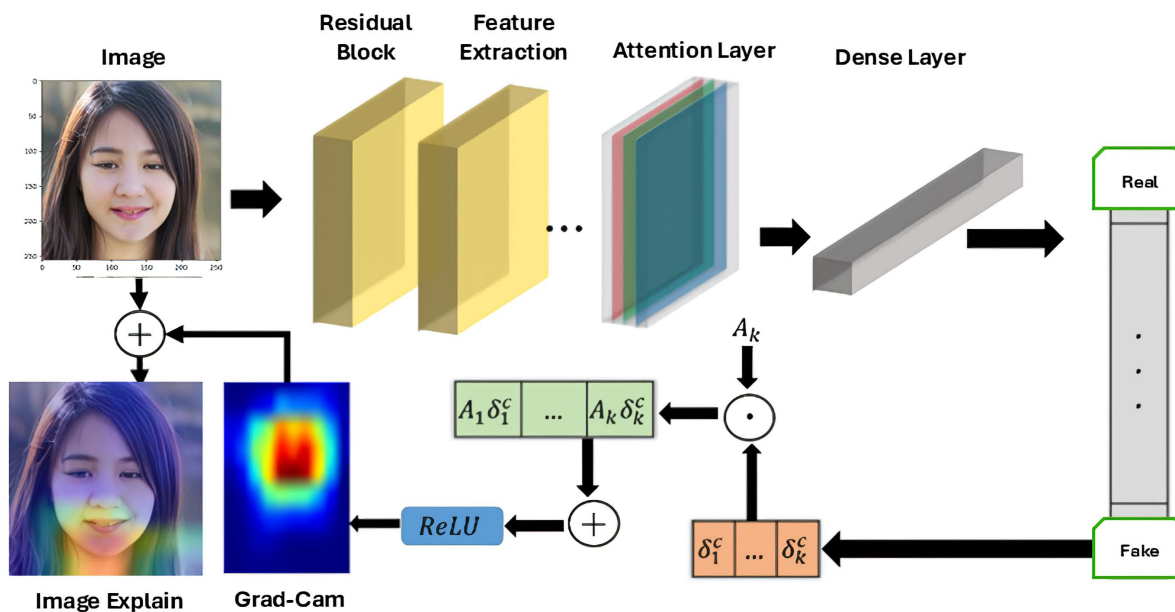 Image
Residual
Block
Feature
Extraction
Attention Layer
Dense Layer
0
50
100
150
200
0 50 100 150 200 250
Real
A_k
A_1 δ_1^c ... A_k δ_k^c
ReLU
δ_1^c ... δ_k^c
Fake
Image Explain
Grad-Cam